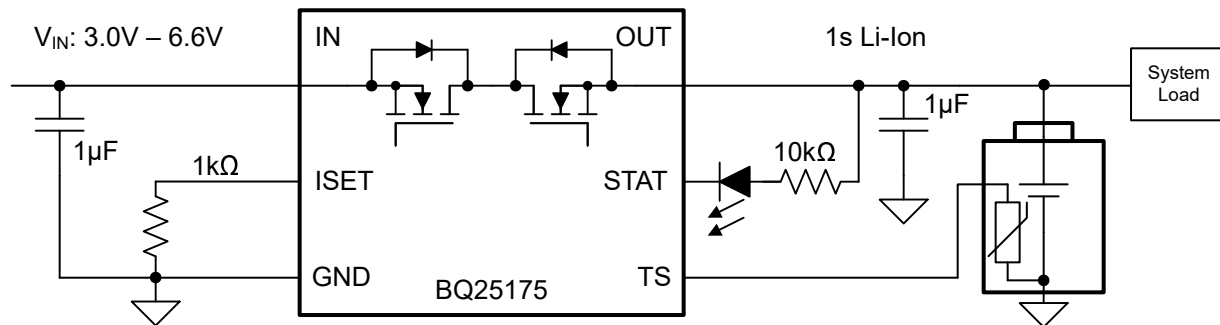 V_IN: 3.0V – 6.6V
IN
OUT
1s Li-Ion
System
Load
1µF
1µF
1kΩ
ISET
STAT
10kΩ
GND
TS
BQ25175